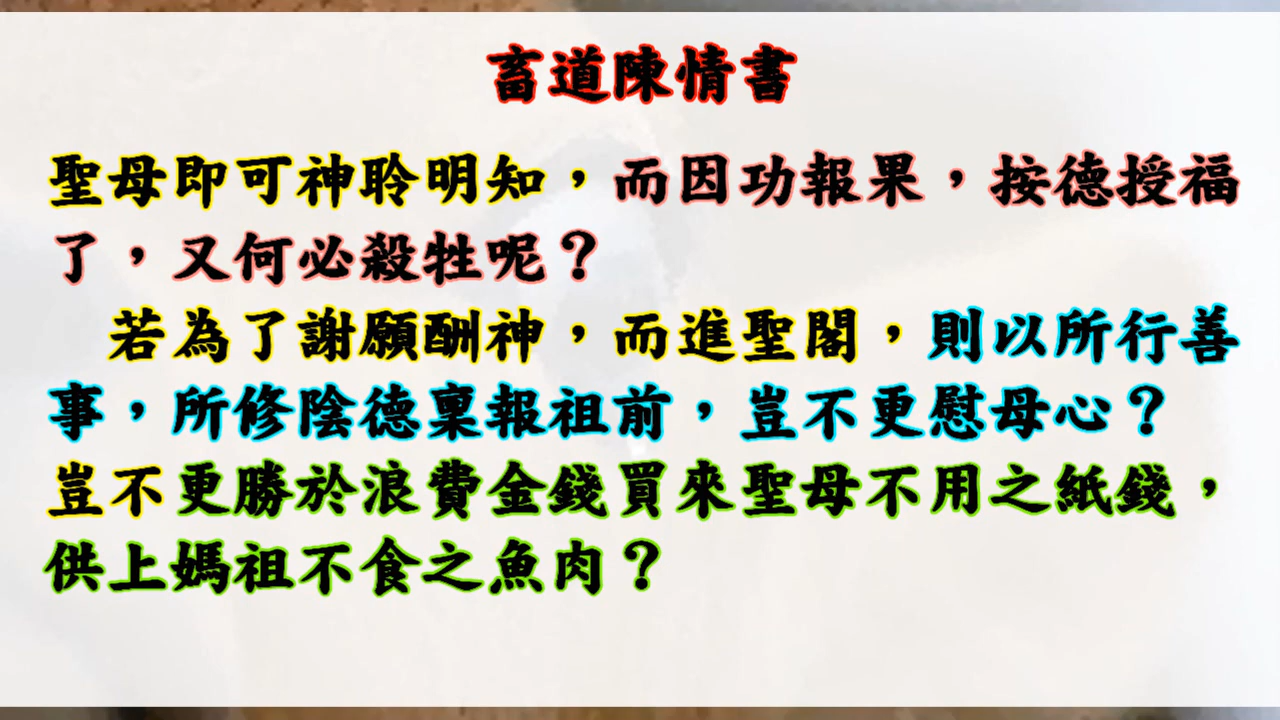 畜道陳情書
聖母即可神聆明知，而因功報果，按德授福
了，又何必殺牲呢？
若為了謝願酬神，而進聖閣，則以所行善
事，所修陰德稟報祖前，豈不更慰母心？
豈不更勝於浪費金錢買來聖母不用之紙錢，
供上媽祖不食之魚肉？